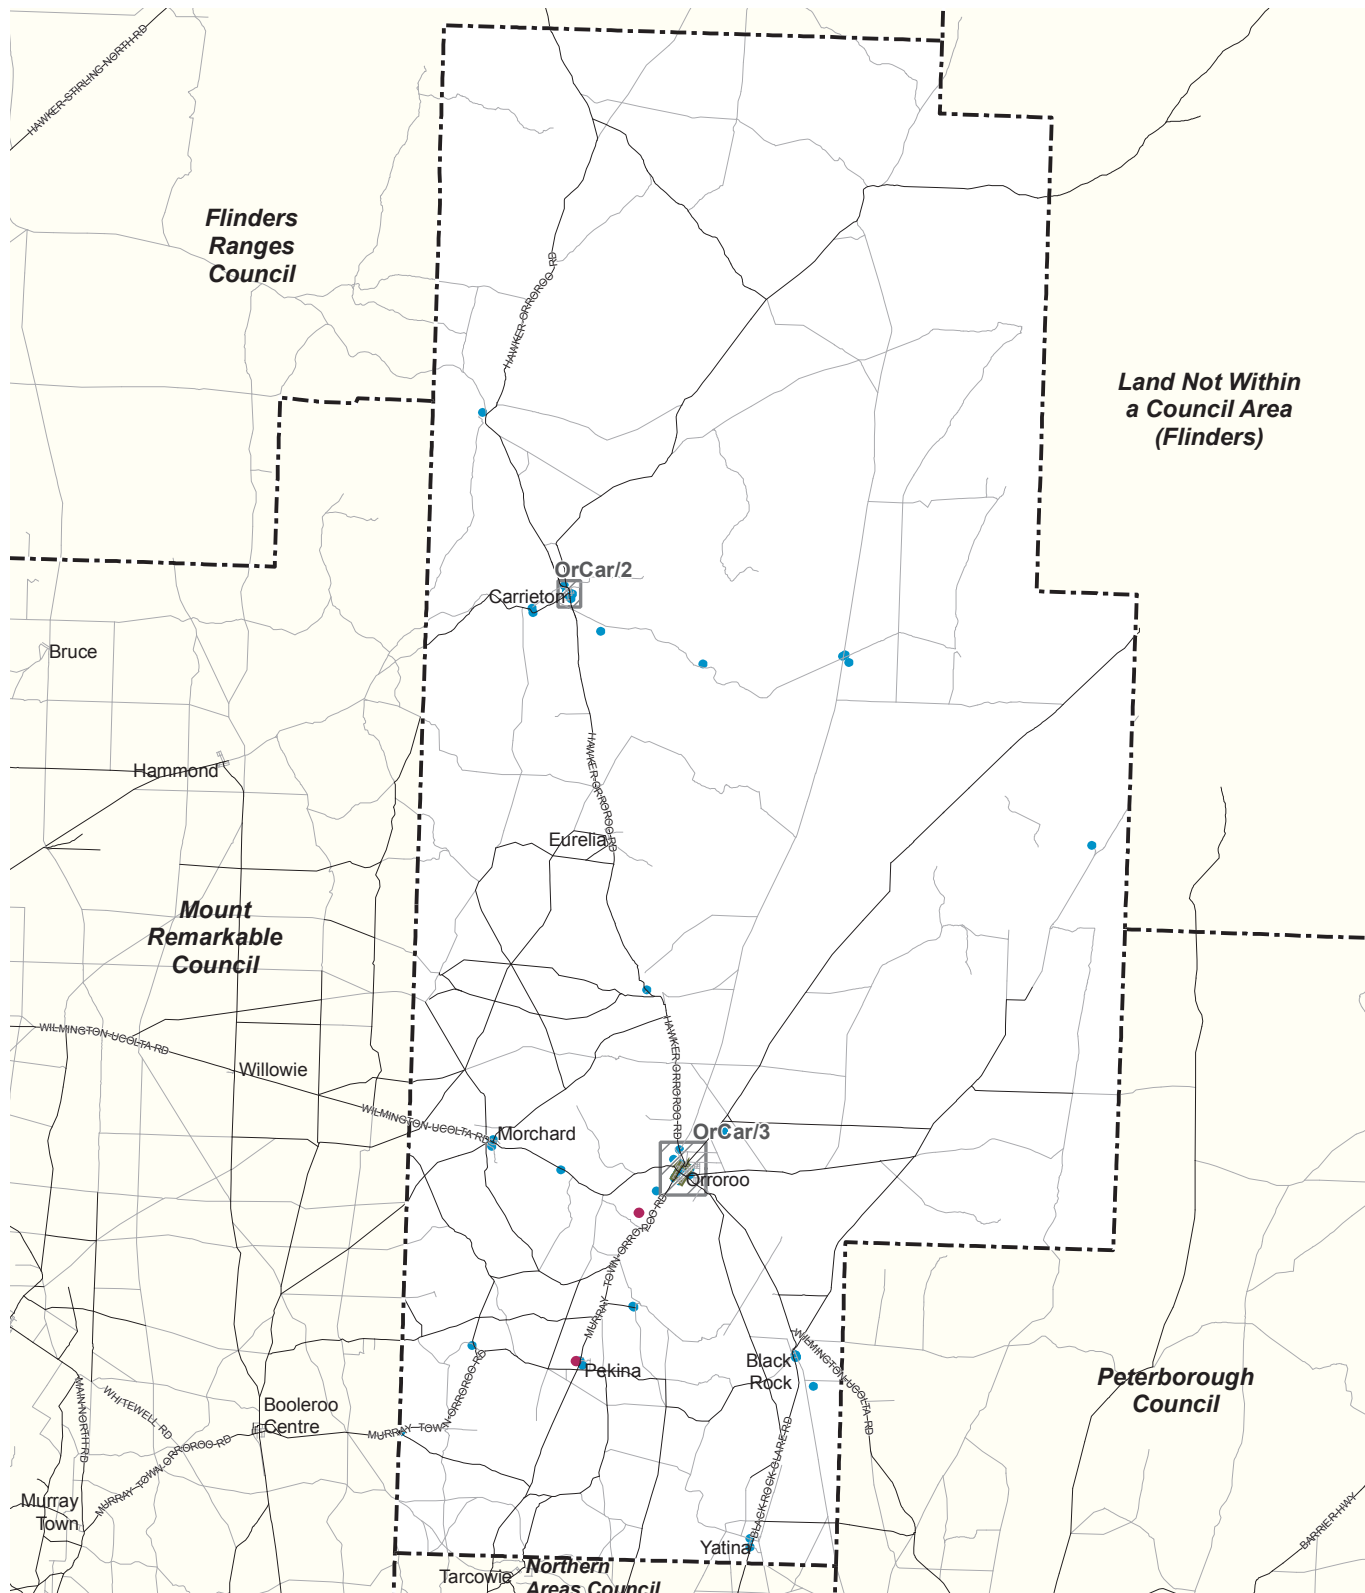 HAWKER-STIRLING-NORTH-RD
Flinders
Ranges
Council
HAWKER-ORROROO RD
Land Not Within
a Council Area
(Flinders)
OrCar/2
Carrieton
Bruce
Hammond
HAWKER-ORROROO-RD
Eurelia
Mount
Remarkable
Council
WILMINGTON-UCOLTA-RD
Willowie
HAWKER-ORROROO RD
WILMINGTON-UCOLTA RD
Morchard
OrCar/3
Orroroo
MURRAY TOWN-ORROROO RD
WILMINGTON-UCOLTA-RD
Black
Rock
Pekina
Peterborough
Council
MAIN-NORTH-RD
WHITEWELL RD
Booleroo
Centre
MURRAY TOWN-ORROROO-RD
MURRAY-TOWN-ORROROO-RD
BLACK-ROCK-CLARE-RD
Murray
Town
Yatina
BARRIER-HWY
Tarcowie
Northern
Areas Council